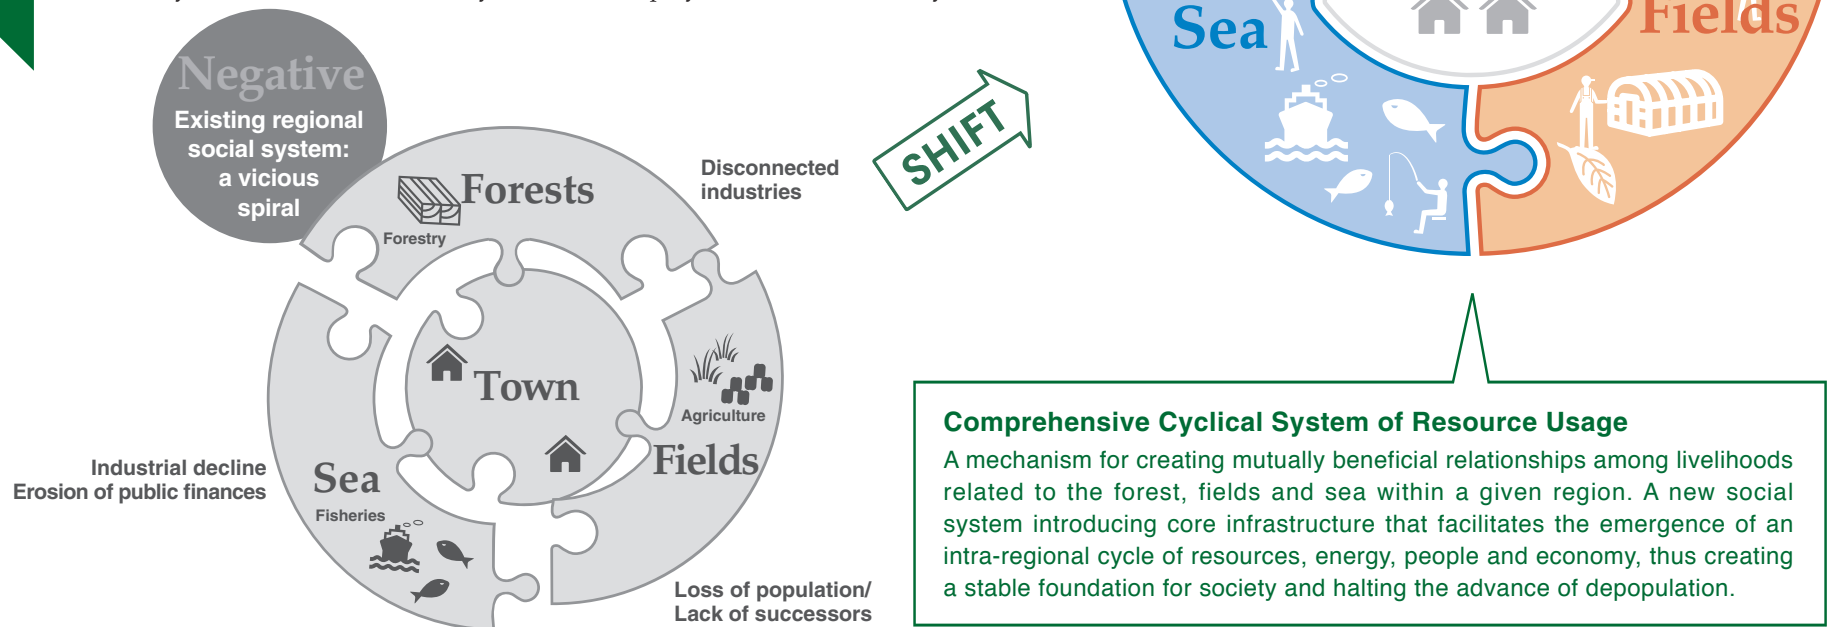 Negative
Existing regional
social system:
a vicious
spiral
Forests
Forestry
Disconnected
industries
SHIFT
Sea
Fields
Town
Agriculture
Fields
Industrial decline
Erosion of public finances
Sea
Fisheries
Loss of population/
Lack of successors
Comprehensive Cyclical System of Resource Usage
A mechanism for creating mutually beneficial relationships among livelihoods
related to the forest, fields and sea within a given region. A new social
system introducing core infrastructure that facilitates the emergence of an
intra-regional cycle of resources, energy, people and economy, thus creating
a stable foundation for society and halting the advance of depopulation.